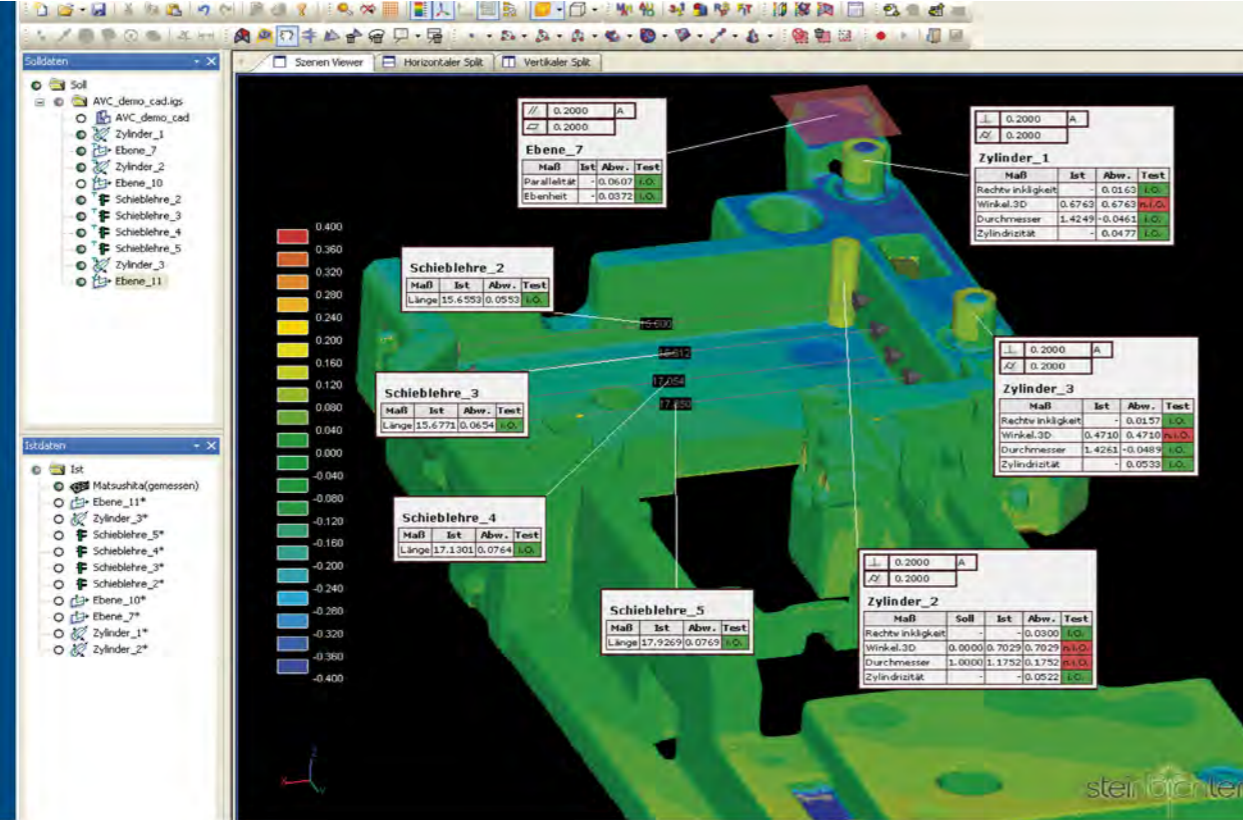 Solldaten
Soll
AVC_demo_cad.igs
AVC_demo_cad
Zylinder_1
Ebene_7
Zylinder_2
Ebene_10
Schieblehre_2
Schieblehre_3
Schieblehre_4
Schieblehre_5
Zylinder_3
Ebene_11
Istdaten
Ist
Matsushita(gemessen)
Ebene_11*
Zylinder_3*
Schieblehre_5*
Schieblehre_4*
Schieblehre_3*
Schieblehre_2*
Ebene_10*
Ebene_7*
Zylinder_1*
Zylinder_2*
Szenen Viewer Horizontaler Split Vertikaler Split
0.400
0.360
0.320
0.280
0.240
0.200
0.160
0.120
0.080
0.040
0.000
-0.040
-0.080
-0.120
-0.160
-0.200
-0.240
-0.280
-0.320
-0.360
-0.400
// 0.2000 A
0.2000
Ebene_7
Maß Ist Abw. Test
Parallelität - 0.0607 i.O.
Ebenheit - 0.0372 i.O.
⊥ 0.2000 A
0.2000
Zylinder_1
Maß Ist Abw. Test
Rechtwinkligkeit - 0.0163 i.O.
Winkel.3D 0.6763 0.6763 n.i.O.
Durchmesser 1.4249 -0.0461 i.O.
Zylindrizität - 0.0477 i.O.
Schieblehre_2
Maß Ist Abw. Test
Länge 15.6553 0.0553 i.O.
15.600
Schieblehre_3
Maß Ist Abw. Test
Länge 15.6771 0.0654 i.O.
15.612
17.054
17.850
⊥ 0.2000 A
0.2000
Zylinder_3
Maß Ist Abw. Test
Rechtwinkligkeit - 0.0157 i.O.
Winkel.3D 0.4710 0.4710 n.i.O.
Durchmesser 1.4261 -0.0489 i.O.
Zylindrizität - 0.0533 i.O.
Schieblehre_4
Maß Ist Abw. Test
Länge 17.1301 0.0764 i.O.
Schieblehre_5
Maß Ist Abw. Test
Länge 17.9269 0.0769 i.O.
⊥ 0.2000 A
0.2000
Zylinder_2
Maß Soll Ist Abw. Test
Rechtwinkligkeit - - 0.0300 i.O.
Winkel.3D 0.0000 0.7029 0.7029 n.i.O.
Durchmesser 1.0000 1.1752 0.1752 n.i.O.
Zylindrizität - - 0.0522 i.O.
Z
X
Y